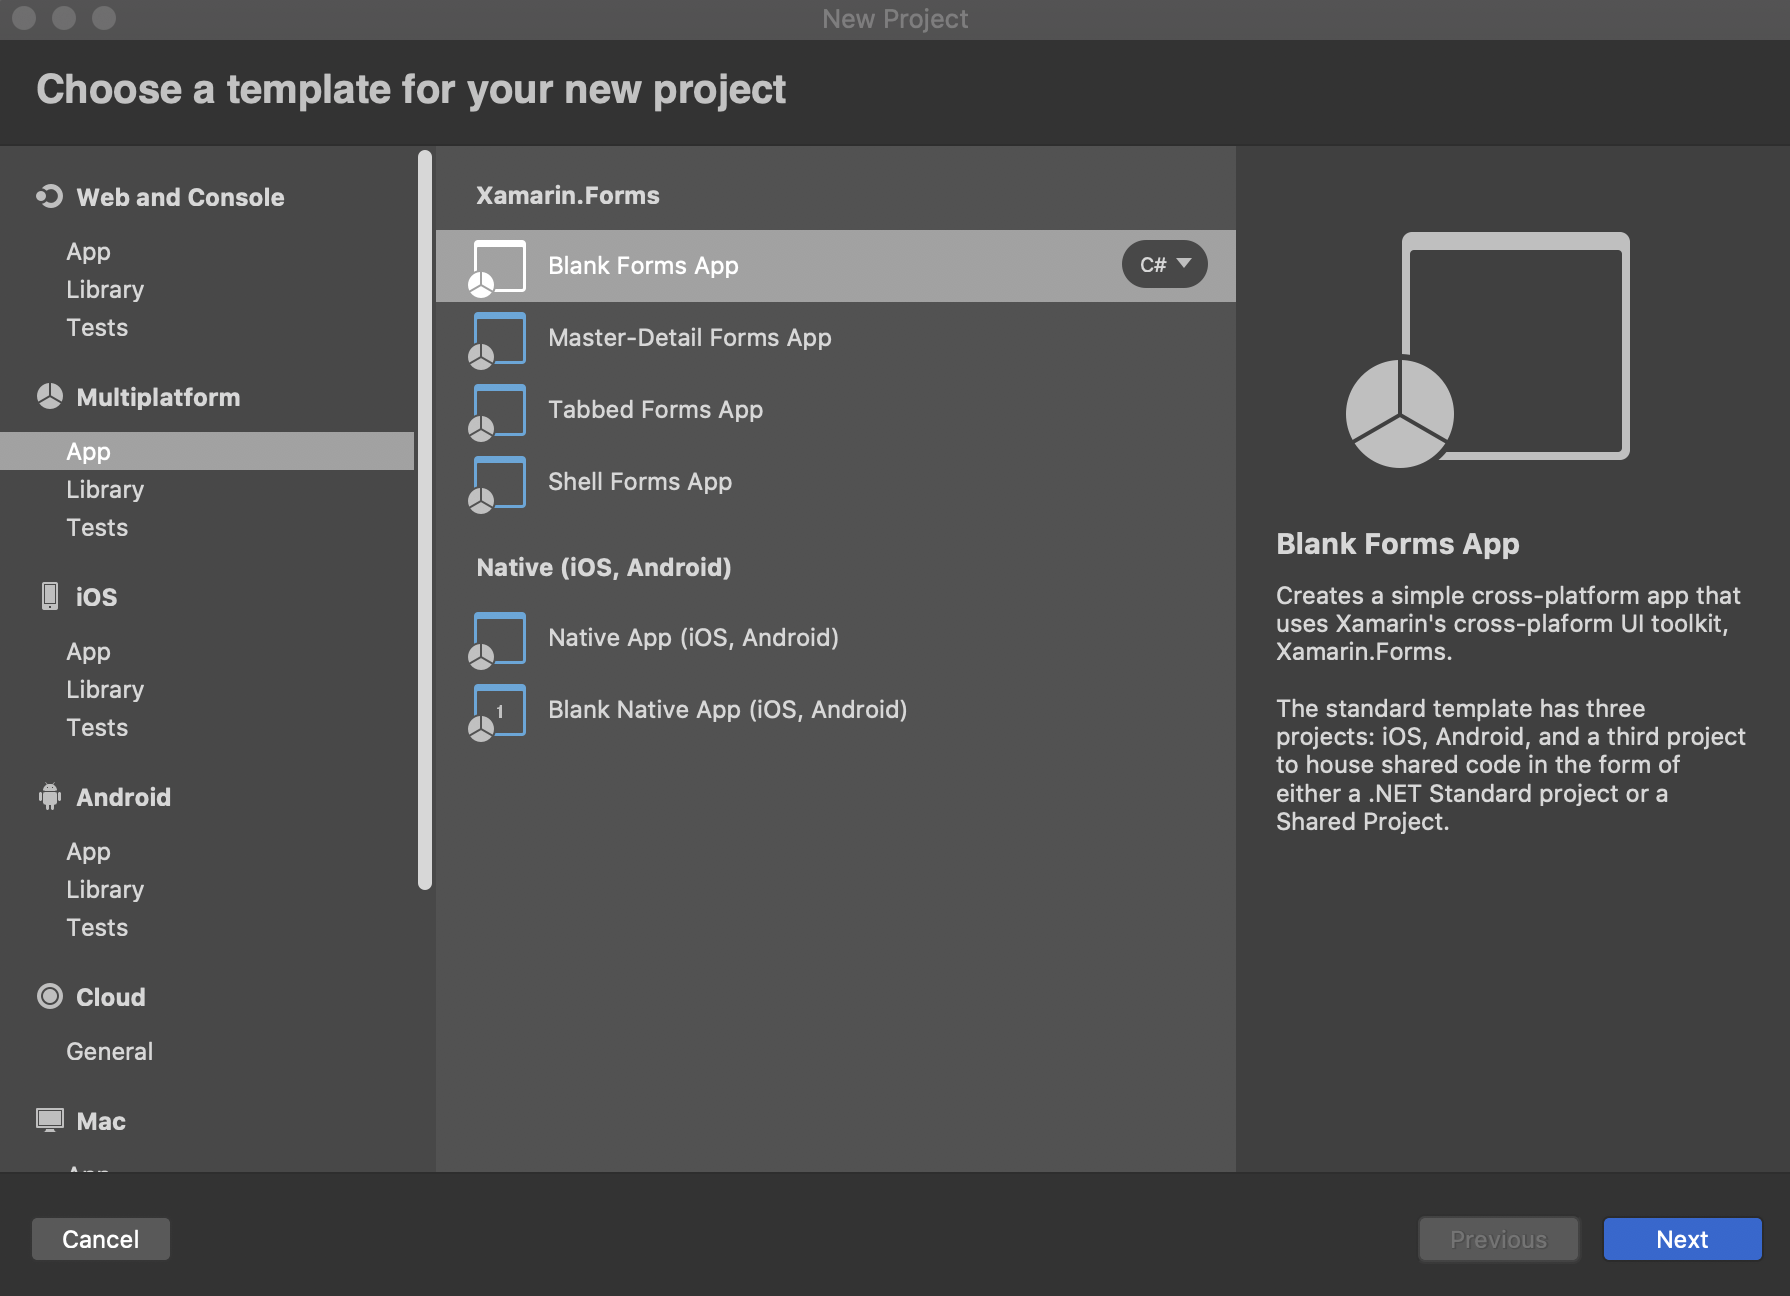 New Project
Choose a template for your new project
Web and Console
App
Library
Tests
Multiplatform
App
Library
Tests
iOS
App
Library
Tests
Android
App
Library
Tests
Cloud
General
Mac
App
Xamarin.Forms
Blank Forms App
C#
Master-Detail Forms App
Tabbed Forms App
Shell Forms App
Native (iOS, Android)
Native App (iOS, Android)
1
Blank Native App (iOS, Android)
Blank Forms App
Creates a simple cross-platform app that
uses Xamarin's cross-plaform UI toolkit,
Xamarin.Forms.
The standard template has three
projects: iOS, Android, and a third project
to house shared code in the form of
either a .NET Standard project or a
Shared Project.
Cancel
Previous
Next